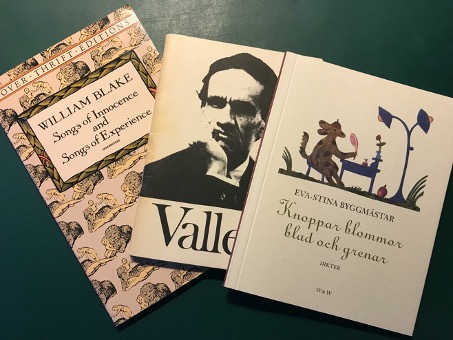 OVER · THRIFT · EDITIONS
WILLIAM BLAKE
Songs of Innocence
and
Songs of Experience
Valle
EVA-STINA BYGGMÄSTAR
Knoppar blommor
blad och grenar
DIKTER
W&W